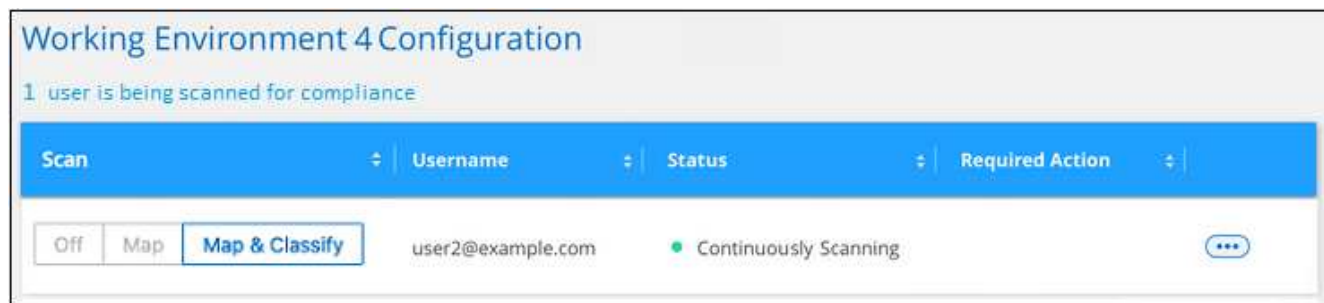 Working Environment 4 Configuration
1 user is being scanned for compliance
Scan Username Status Required Action
Off Map Map & Classify user2@example.com Continuously Scanning